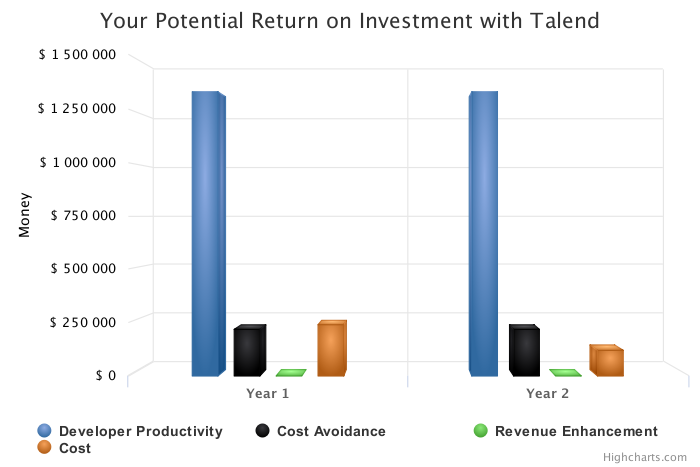 Your Potential Return on Investment with Talend
$ 1 500 000
$ 1 250 000
$ 1 000 000
$ 750 000
$ 500 000
$ 250 000
$ 0
Money
Year 1
Year 2
Developer Productivity
Cost Avoidance
Revenue Enhancement
Cost
Highcharts.com